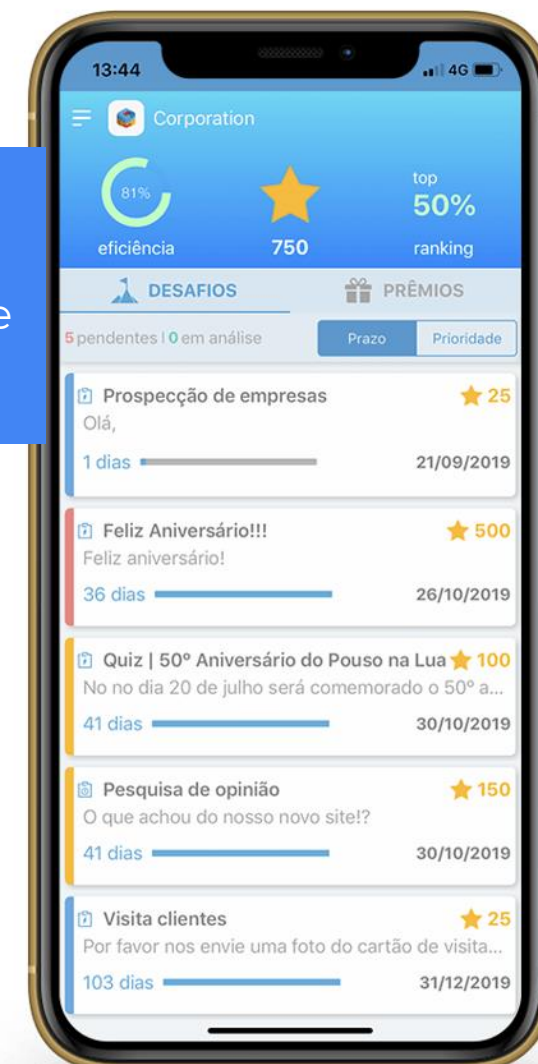 13:44
4G
Corporation
81%
top
50%
eficiência
750
ranking
DESAFIOS
PRÊMIOS
5 pendentes | 0 em análise
Prazo
Prioridade
Prospecção de empresas
25
Olá,
1 dias
21/09/2019
Feliz Aniversário!!!
500
Feliz aniversário!
36 dias
26/10/2019
Quiz | 50º Aniversário do Pouso na Lua
100
No no dia 20 de julho será comemorado o 50º a...
41 dias
30/10/2019
Pesquisa de opinião
150
O que achou do nosso novo site!?
41 dias
30/10/2019
Visita clientes
25
Por favor nos envie uma foto do cartão de visita...
103 dias
31/12/2019